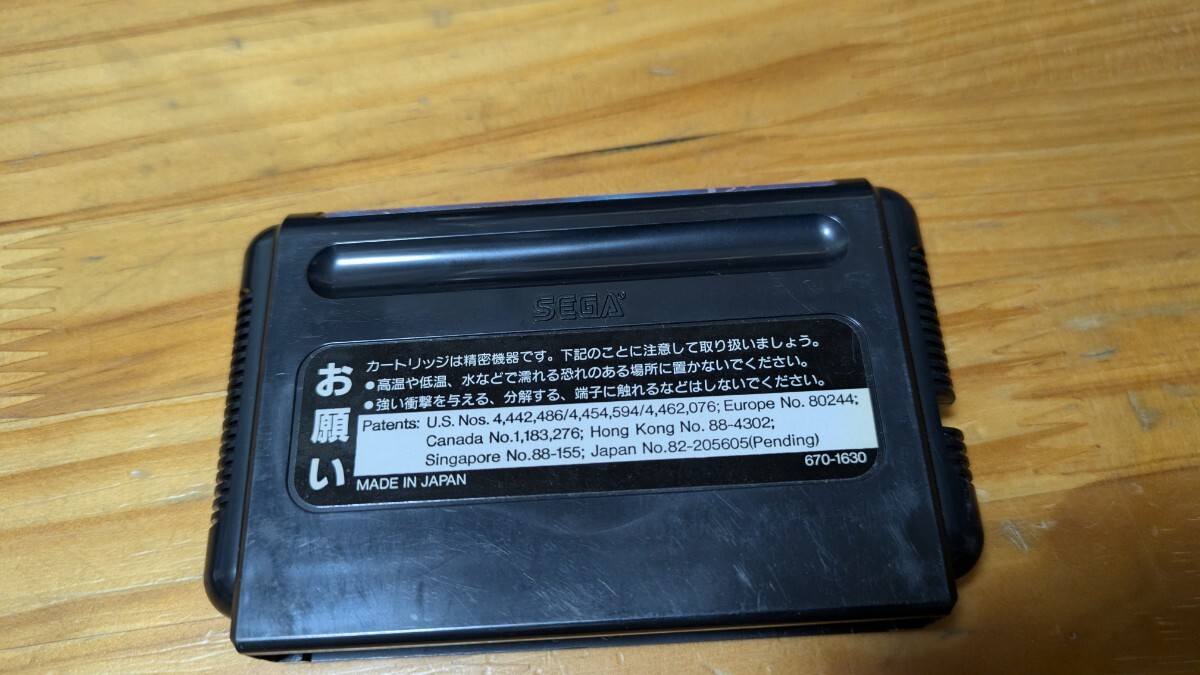 SEGA
お願い
カートリッジは精密機器です。下記のことに注意して取り扱いましょう。
●高温や低温、水などで濡れる恐れのある場所に置かないでください。
●強い衝撃を与える、分解する、端子に触れるなどはしないでください。
Patents: U.S. Nos. 4,442,486/4,454,594/4,462,076; Europe No. 80244;
Canada No.1,183,276; Hong Kong No. 88-4302;
Singapore No.88-155; Japan No.82-205605(Pending)
MADE IN JAPAN
670-1630